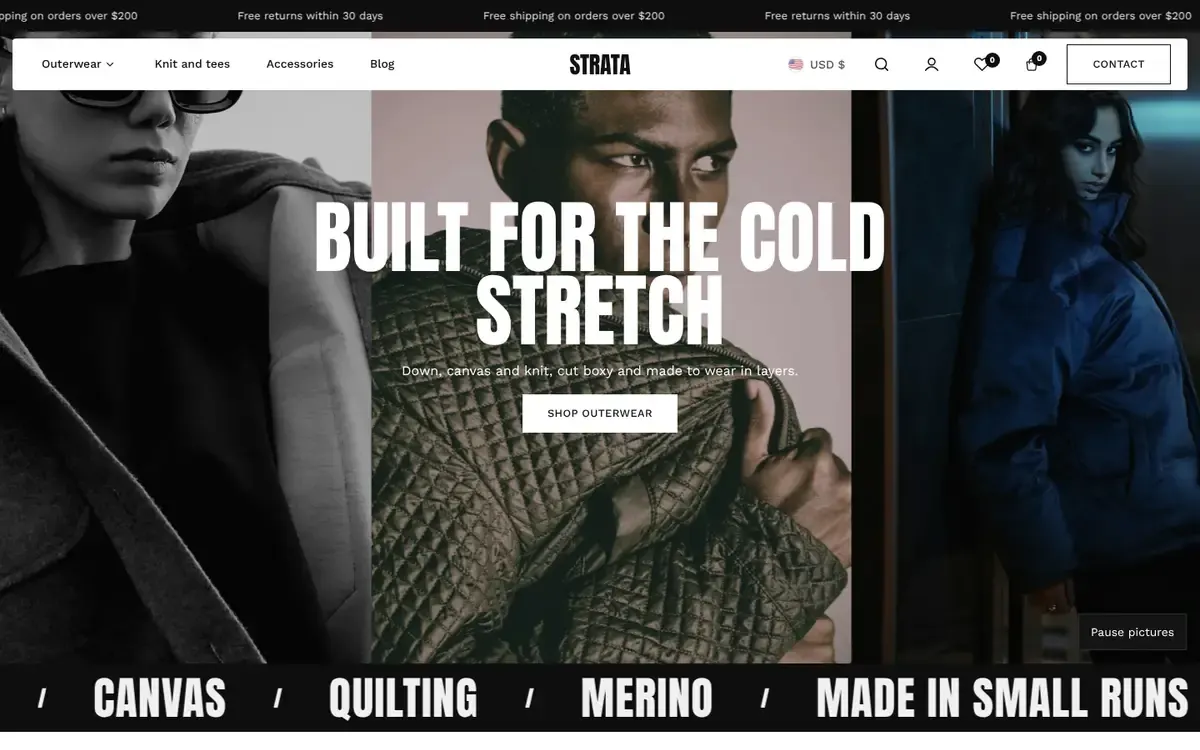 pping on orders over $200 Free returns within 30 days Free shipping on orders over $200 Free returns within 30 days Free shipping on orders over $200
Outerwear Knit and tees Accessories Blog STRATA USD $ 0 0 CONTACT
BUILT FOR THE COLD
STRETCH
Down, canvas and knit, cut boxy and made to wear in layers.
SHOP OUTERWEAR
Pause pictures
/ CANVAS / QUILTING / MERINO / MADE IN SMALL RUNS